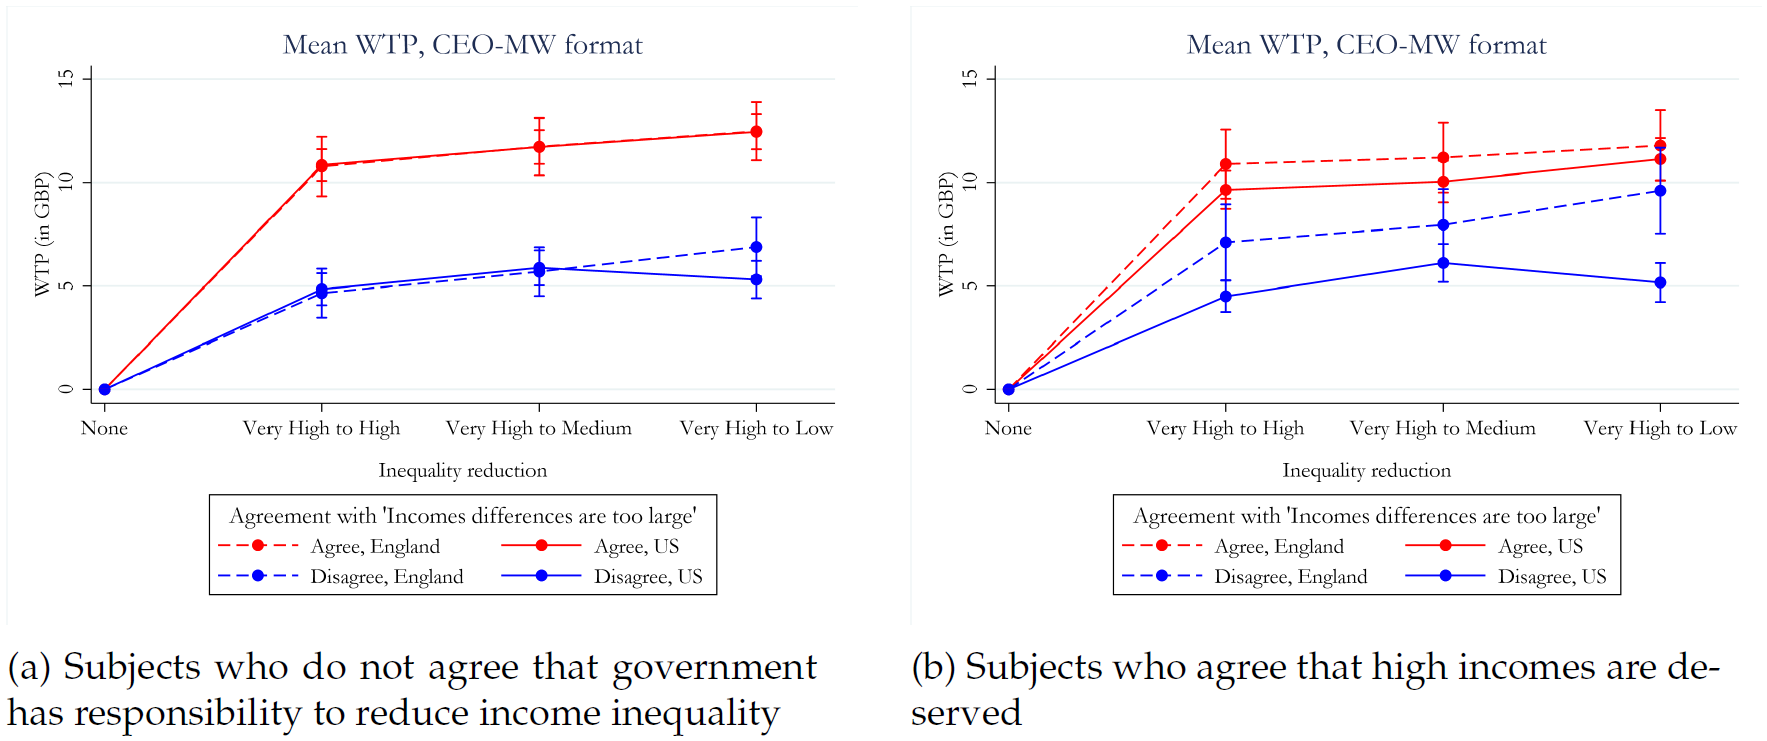 Mean WTP, CEO-MW format
WTP (in GBP)
15
10
5
0
None
Very High to High
Very High to Medium
Very High to Low
Inequality reduction
Agreement with 'Incomes differences are too large'
Agree, England
Agree, US
Disagree, England
Disagree, US
(a) Subjects who do not agree that government
has responsibility to reduce income inequality
Mean WTP, CEO-MW format
WTP (in GBP)
15
10
5
0
None
Very High to High
Very High to Medium
Very High to Low
Inequality reduction
Agreement with 'Incomes differences are too large'
Agree, England
Agree, US
Disagree, England
Disagree, US
(b) Subjects who agree that high incomes are de-
served